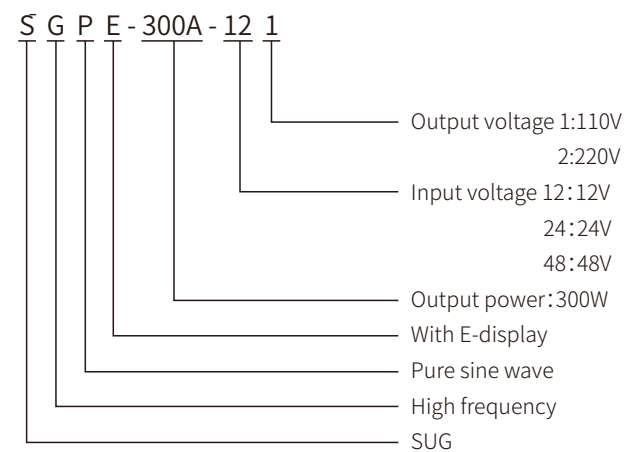 S G P E - 300A - 12 1
Output voltage 1:110V
2:220V
Input voltage 12：12V
24：24V
48：48V
Output power：300W
With E-display
Pure sine wave
High frequency
SUG